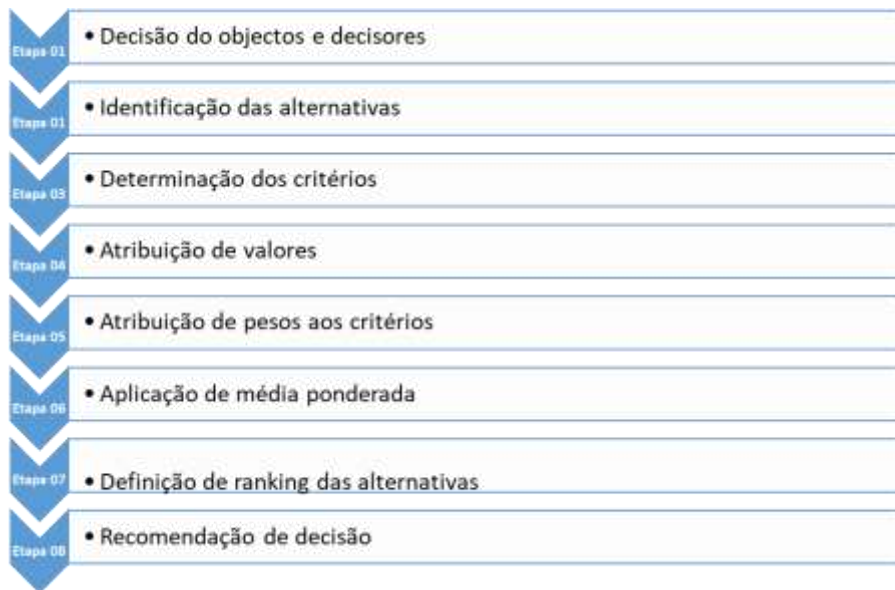 Etapa 01
• Decisão do objectos e decisores
Etapa 01
• Identificação das alternativas
Etapa 03
• Determinação dos critérios
Etapa 04
• Atribuição de valores
Etapa 05
• Atribuição de pesos aos critérios
Etapa 06
• Aplicação de média ponderada
Etapa 07
• Definição de ranking das alternativas
Etapa 08
• Recomendação de decisão